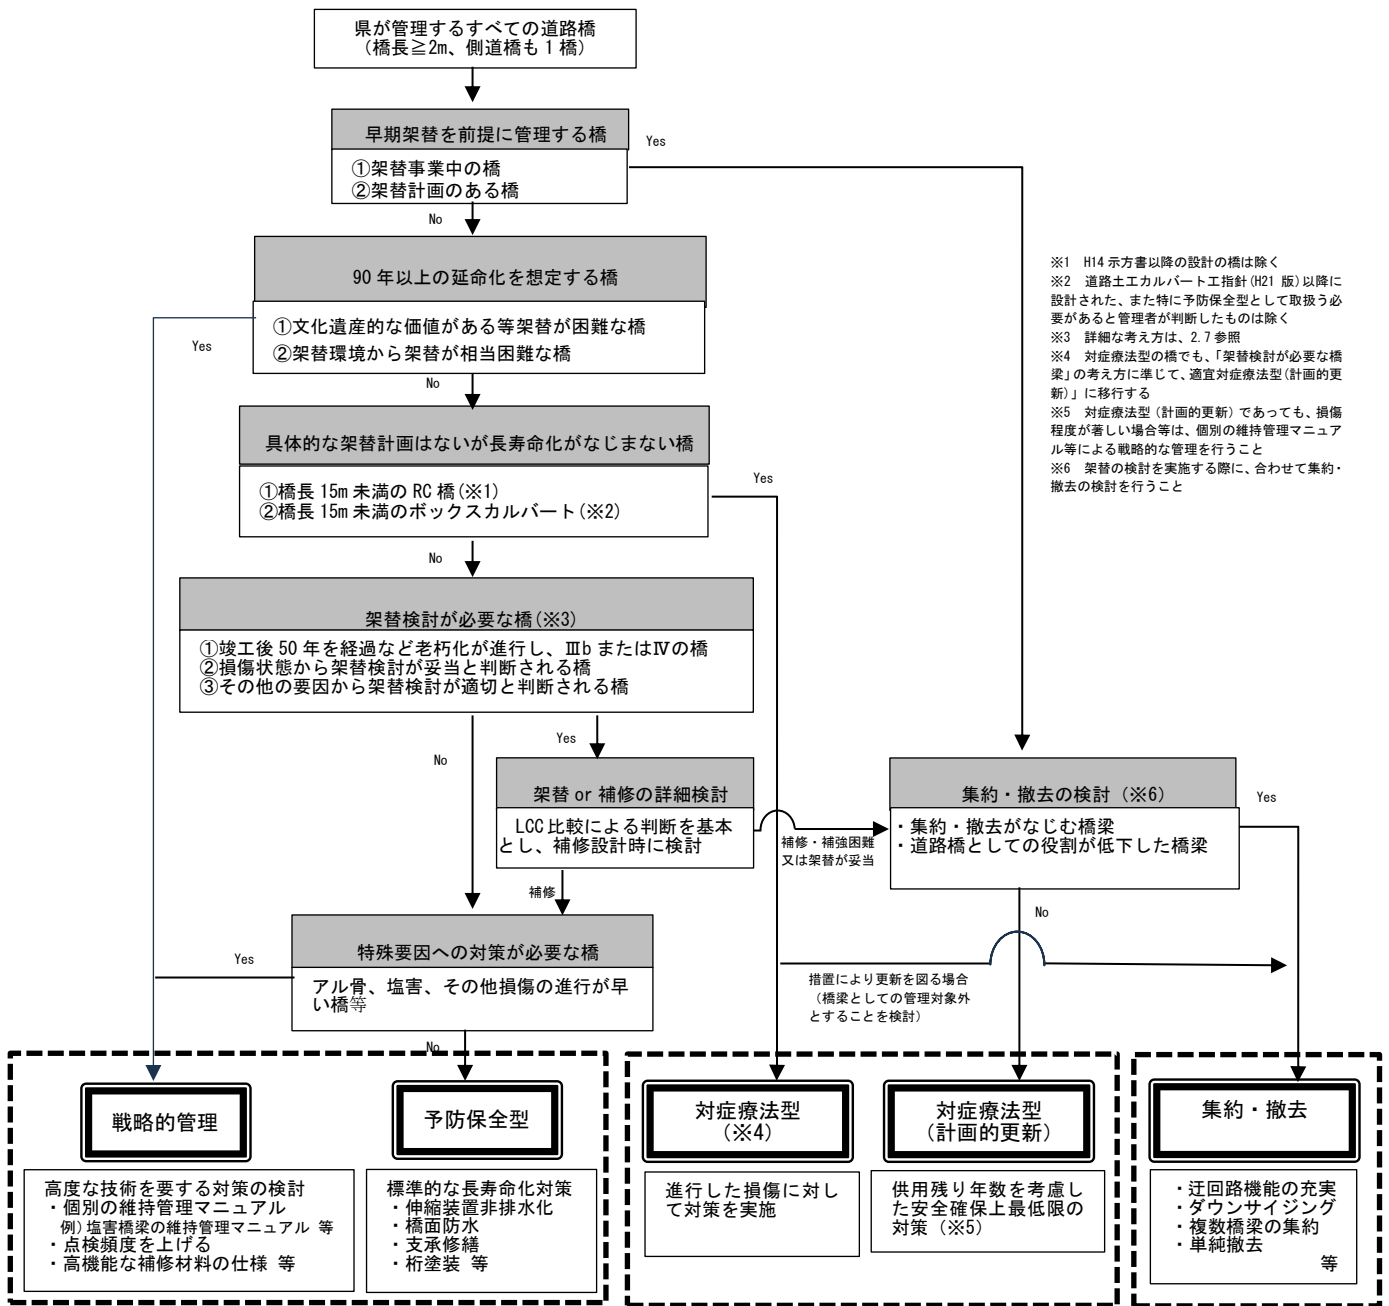 県が管理するすべての道路橋
(橋長≧2m、側道橋も1橋)
早期架替を前提に管理する橋
Yes
①架替事業中の橋
②架替計画のある橋
No
90年以上の延命化を想定する橋
①文化遺産的な価値がある等架替が困難な橋
②架替環境から架替が相当困難な橋
Yes
No
※1 H14示方書以降の設計の橋は除く
※2 道路土工カルバート工指針(H21版)以降に
設計された、また特に予防保全型として取扱う必
要があると管理者が判断したものは除く
※3 詳細な考え方は、2.7参照
※4 対症療法型の橋でも、「架替検討が必要な橋
梁」の考え方に準じて、適宜対症療法型(計画的更
新)」に移行する
※5 対症療法型(計画的更新)であっても、損傷
程度が著しい場合等は、個別の維持管理マニュア
ル等による戦略的な管理を行うこと
※6 架替の検討を実施する際に、合わせて集約・
撤去の検討を行うこと
具体的な架替計画はないが長寿命化がなじまない橋
Yes
①橋長15m未満のRC橋(※1)
②橋長15m未満のボックスカルバート(※2)
No
架替検討が必要な橋(※3)
①竣工後50年を経過など老朽化が進行し、Ⅲb またはⅣの橋
②損傷状態から架替検討が妥当と判断される橋
③その他の要因から架替検討が適切と判断される橋
Yes
No
架替 or 補修の詳細検討
LCC比較による判断を基本
とし、補修設計時に検討
補修・補強困難
又は架替が妥当
補修
集約・撤去の検討(※6)
Yes
・集約・撤去がなじむ橋梁
・道路橋としての役割が低下した橋梁
No
特殊要因への対策が必要な橋
Yes
アル骨、塩害、その他損傷の進行が早
い橋等
No
措置により更新を図る場合
(橋梁としての管理対象外
とすることを検討)
戦略的管理
高度な技術を要する対策の検討
・個別の維持管理マニュアル
例)塩害橋梁の維持管理マニュアル 等
・点検頻度を上げる
・高機能な補修材料の仕様 等
予防保全型
標準的な長寿命化対策
・伸縮装置非排水化
・橋面防水
・支承修繕
・桁塗装 等
対症療法型
(※4)
進行した損傷に対し
て対策を実施
対症療法型
(計画的更新)
供用残り年数を考慮し
た安全確保上最低限の
対策(※5)
集約・撤去
・迂回路機能の充実
・ダウンサイジング
・複数橋梁の集約
・単純撤去
等